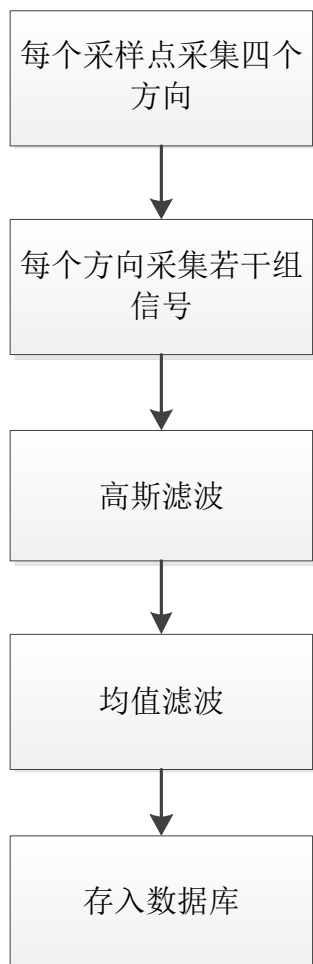 每个采样点采集四个
方向
每个方向采集若干组
信号
高斯滤波
均值滤波
存入数据库